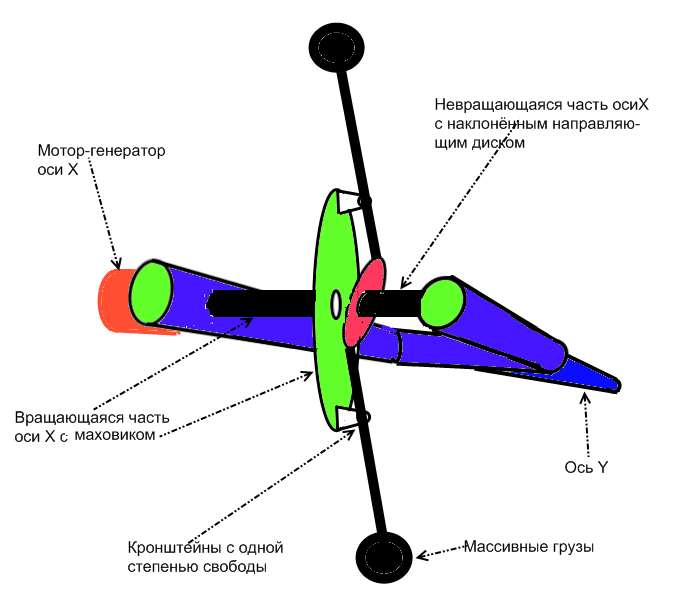 Невращающаяся часть осиX
с наклонённым направляю-
щим диском
Мотор-генератор
оси X
Вращающаяся часть
оси X с маховиком
Ось Y
Кронштейны с одной
степенью свободы
Массивные грузы